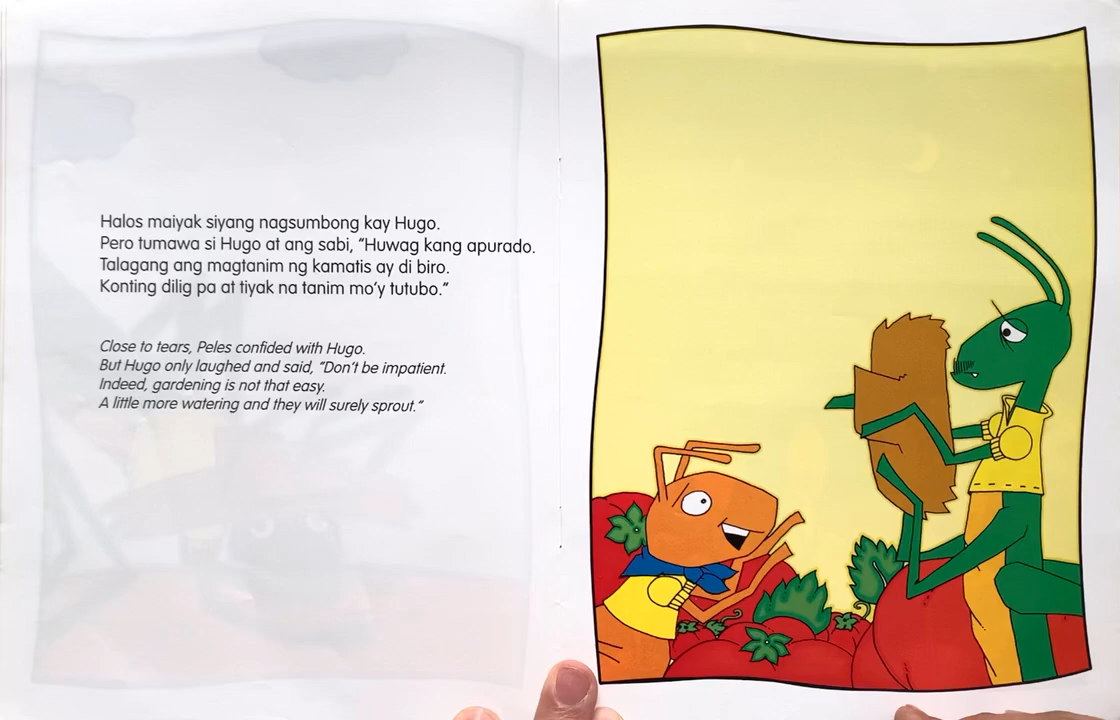 Halos maiyak siyang nagsumbong kay Hugo.
Pero tumawa si Hugo at ang sabi, “Huwag kang apurado.
Talagang ang magtanim ng kamatis ay di biro.
Konting dilig pa at tiyak na tanim mo’y tutubo.”
Close to tears, Peles confided with Hugo.
But Hugo only laughed and said, “Don’t be impatient.
Indeed, gardening is not that easy.
A little more watering and they will surely sprout.”